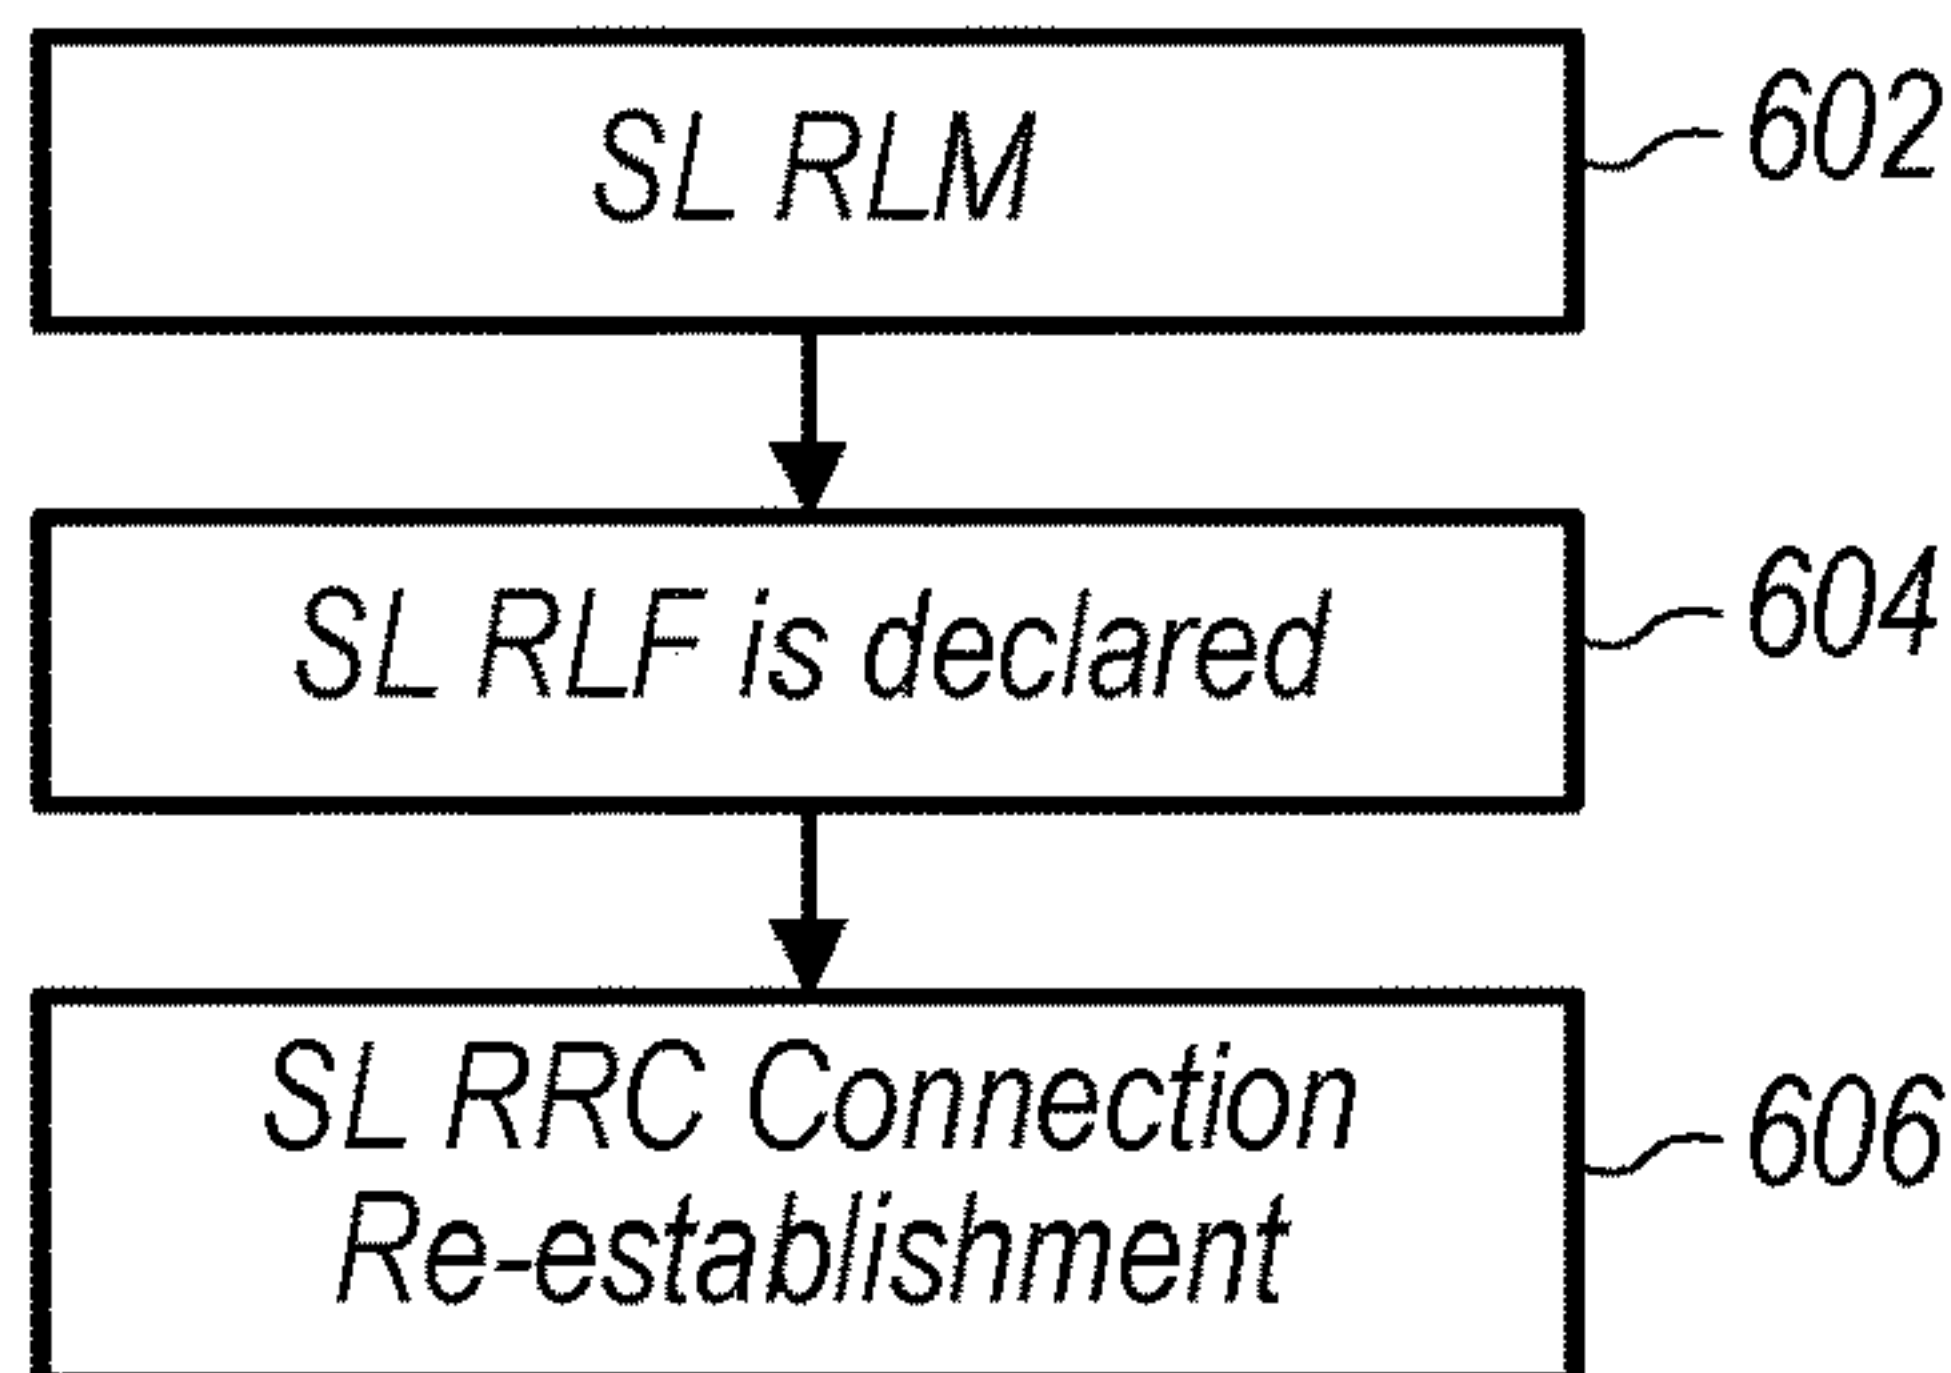 SL RLM
602
SL RLF is declared
604
SL RRC Connection
Re-establishment
606